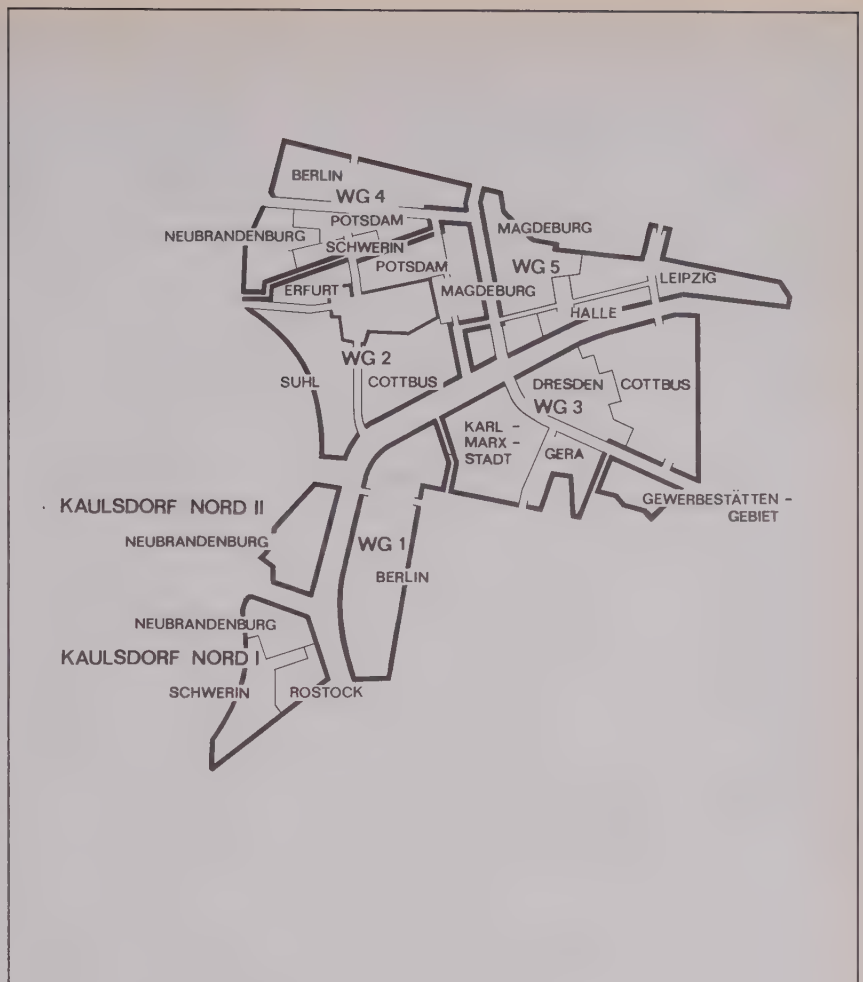 BERLIN
WG 4
POTSDAM
NEUBRANDENBURG
SCHWERIN
POTSDAM
ERFURT
MAGDEBURG
WG 5
MAGDEBURG
LEIPZIG
HALLE
WG 2
SUHL
COTTBUS
DRESDEN
COTTBUS
WG 3
KARL -
MARX -
STADT
GERA
GEWERBESTÄTTEN -
GEBIET
KAULSDORF NORD II
NEUBRANDENBURG
WG 1
BERLIN
NEUBRANDENBURG
KAULSDORF NORD I
SCHWERIN
ROSTOCK